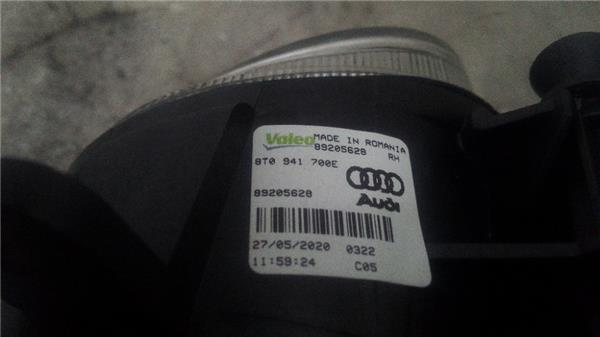 Valeo MADE IN ROMANIA
89205628 RH
8T0 941 700E
89205628
Audi
27/05/2020 0322
11:59:24 C05